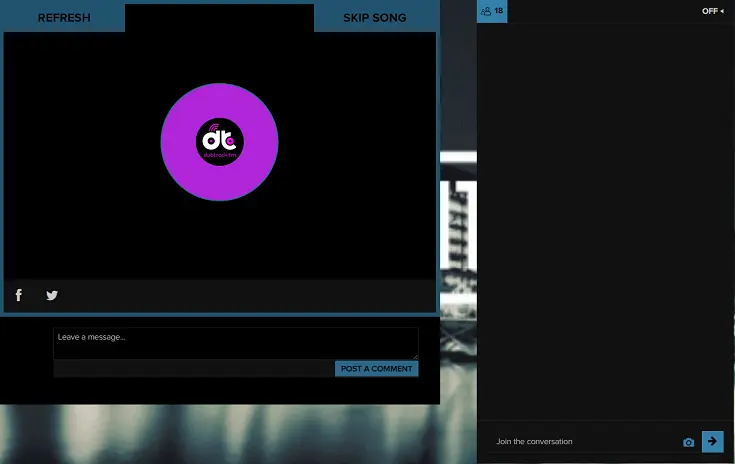 REFRESH
SKIP SONG
dt
dubtrack.fm
Leave a message...
POST A COMMENT
18
OFF
Join the conversation